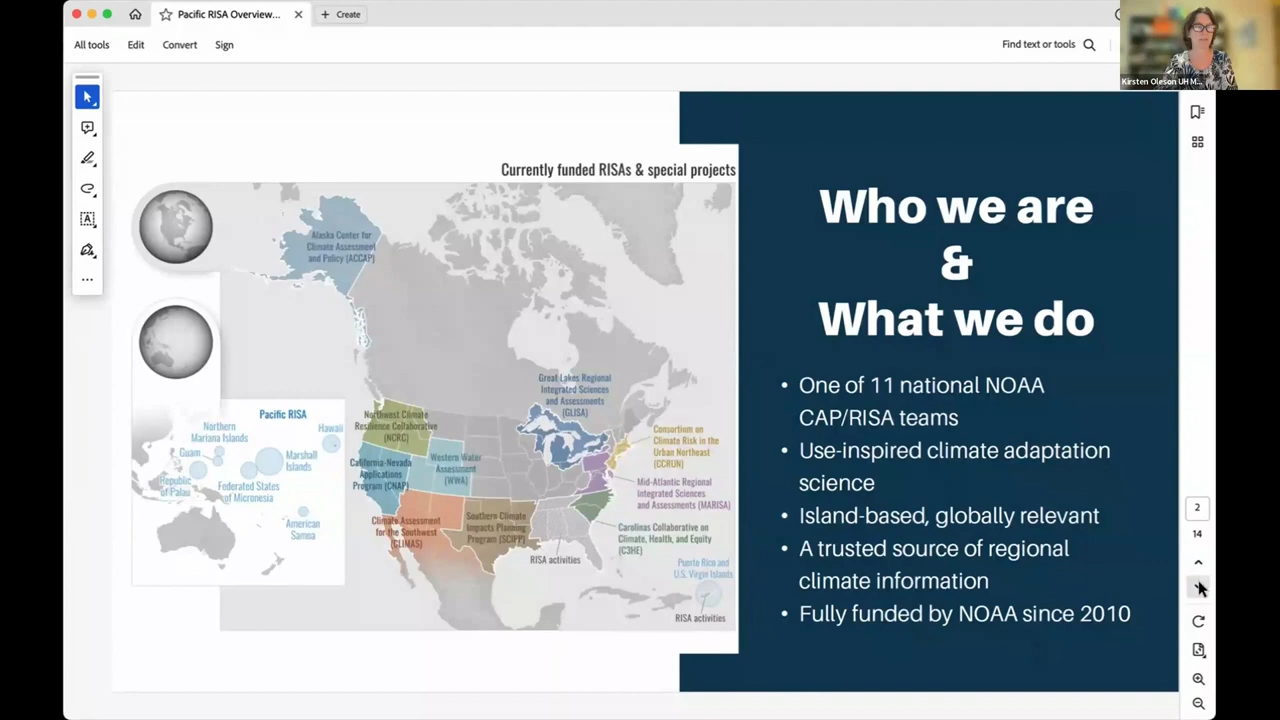 Pacific RISA Overview...
Create
All tools
Edit
Convert
Sign
Find text or tools
Kirsten Oleson UH M...
Currently funded RISAs & special projects
Alaska Center for
Climate Assessment
and Policy (ACCAP)
Great Lakes Regional
Integrated Sciences
and Assessments
(GLISA)
Northwest Climate
Resilience Collaborative
(NCRC)
Consortium on
Climate Risk in the
Urban Northeast
(CCRUN)
California-Nevada
Applications
Program (CNAP)
Western Water
Assessment
(WWA)
Mid-Atlantic Regional
Integrated Sciences
and Assessments (MARISA)
Climate Assessment
for the Southwest
(CLIMAS)
Southern Climate
Impacts Planning
Program (SCIPP)
Carolinas Collaborative on
Climate, Health, and Equity
(C3HE)
RISA activities
Puerto Rico and
U.S. Virgin Islands
RISA activities
Pacific RISA
Northern
Mariana Islands
Hawaii
Guam
Marshall
Islands
Republic
of Palau
Federated States
of Micronesia
American
Samoa
Who we are
&
What we do
• One of 11 national NOAA
CAP/RISA teams
• Use-inspired climate adaptation
science
• Island-based, globally relevant
• A trusted source of regional
climate information
• Fully funded by NOAA since 2010
2
14